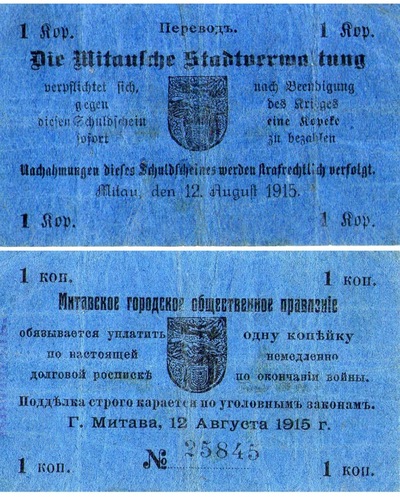 1 Kop. Переводъ. 1 Kop.
Die Mitausche Stadtverwaltung
verpflichtet sich, nach Beendigung
gegen des Krieges
diesen Schuldschein eine Kopeke
sofort zu bezahlen
Nachahmungen dieses Schuldscheines werden strafrechtlich verfolgt.
Mitau, den 12. August 1915.
1 Kop. 1 Kop.
1 коп. 1 коп.
Митавское городское общественное правленіе
обязывается уплатить одну копѣйку
по настоящей немедленно
долговой роспискѣ по окончаніи войны.
Поддѣлка строго карается по уголовнымъ законамъ.
Г. Митава, 12 Августа 1915 г.
№ 25845
1 коп. 1 коп.